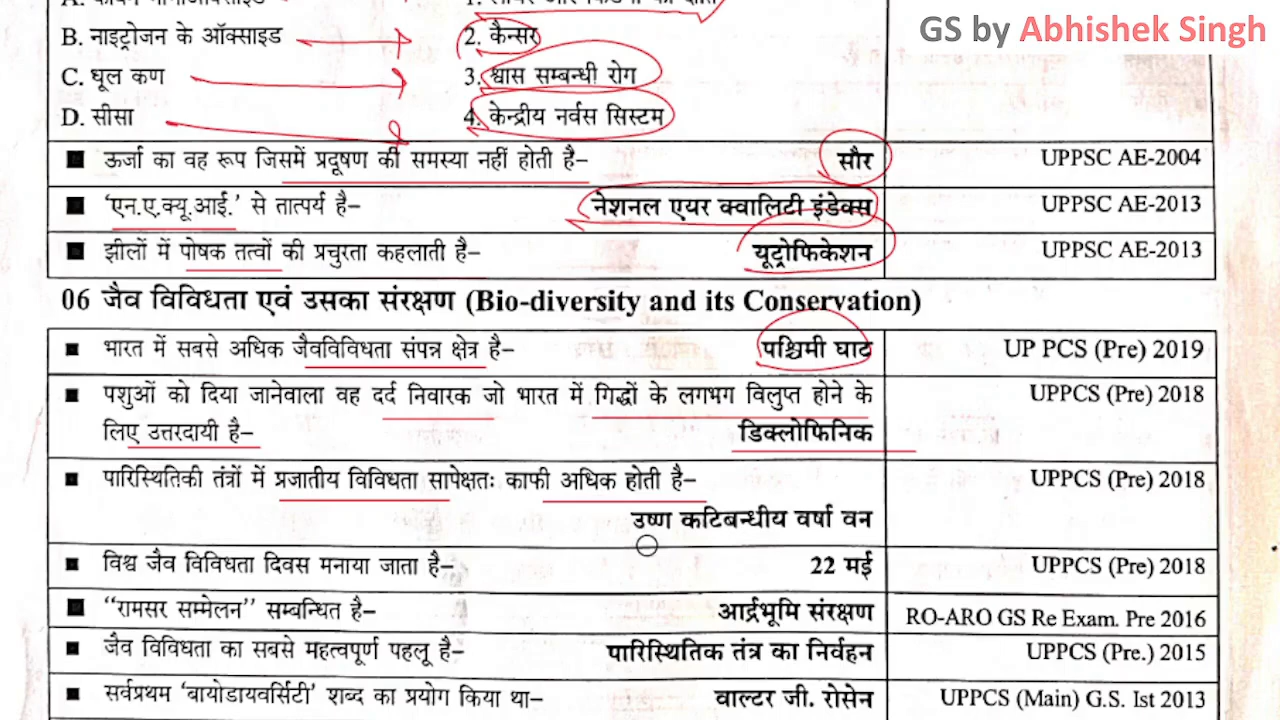 GS by Abhishek Singh
B. नाइट्रोजन के ऑक्साइड 2. कैन्सर
C. धूल कण 3. श्वास सम्बन्धी रोग
D. सीसा 4. केन्द्रीय नर्वस सिस्टम
■ ऊर्जा का वह रूप जिसमें प्रदूषण की समस्या नहीं होती है– सौर UPPSC AE-2004
■ ‘एन.ए.क्यू.आई.’ से तात्पर्य है– नेशनल एयर क्वालिटी इंडेक्स UPPSC AE-2013
■ झीलों में पोषक तत्वों की प्रचुरता कहलाती है– यूट्रोफिकेशन UPPSC AE-2013
06 जैव विविधता एवं उसका संरक्षण (Bio-diversity and its Conservation)
■ भारत में सबसे अधिक जैवविविधता संपन्न क्षेत्र है– पश्चिमी घाट UP PCS (Pre) 2019
■ पशुओं को दिया जानेवाला वह दर्द निवारक जो भारत में गिद्धों के लगभग विलुप्त होने के UPPCS (Pre) 2018
लिए उत्तरदायी है– डिक्लोफिनिक
■ पारिस्थितिकी तंत्रों में प्रजातीय विविधता सापेक्षतः काफी अधिक होती है– UPPCS (Pre) 2018
उष्ण कटिबन्धीय वर्षा वन
■ विश्व जैव विविधता दिवस मनाया जाता है– 22 मई UPPCS (Pre) 2018
■ “रामसर सम्मेलन” सम्बन्धित है– आर्द्रभूमि संरक्षण RO-ARO GS Re Exam. Pre 2016
■ जैव विविधता का सबसे महत्वपूर्ण पहलू है– पारिस्थितिक तंत्र का निर्वहन UPPCS (Pre.) 2015
■ सर्वप्रथम ‘बायोडायवर्सिटी’ शब्द का प्रयोग किया था– वाल्टर जी. रोसेन UPPCS (Main) G.S. Ist 2013